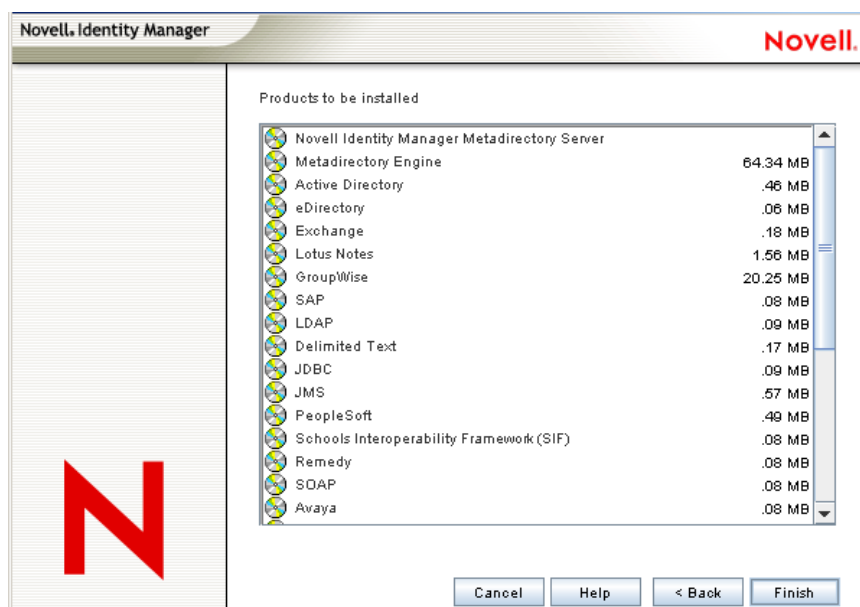 Novell. Identity Manager
Novell.
Products to be installed
Novell Identity Manager Metadirectory Server
Metadirectory Engine 64.34 MB
Active Directory .46 MB
eDirectory .06 MB
Exchange .18 MB
Lotus Notes 1.56 MB
GroupWise 20.25 MB
SAP .08 MB
LDAP .09 MB
Delimited Text .17 MB
JDBC .09 MB
JMS .57 MB
PeopleSoft .49 MB
Schools Interoperability Framework (SIF) .08 MB
Remedy .08 MB
SOAP .08 MB
Avaya .08 MB
N
Cancel Help < Back Finish